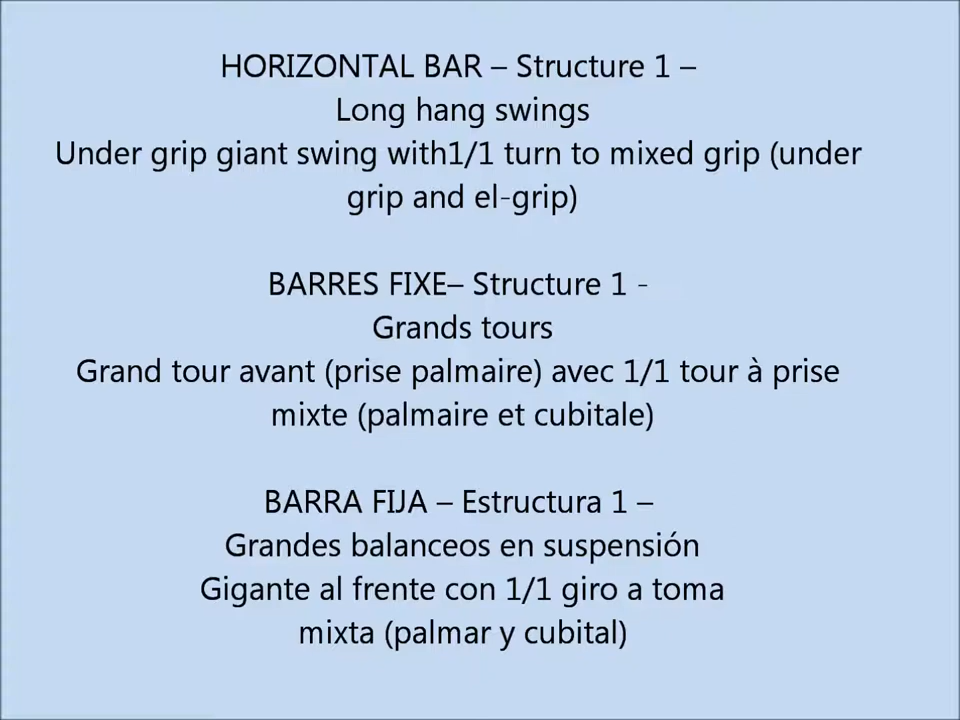 HORIZONTAL BAR – Structure 1 –
Long hang swings
Under grip giant swing with1/1 turn to mixed grip (under
grip and el-grip)
BARRES FIXE– Structure 1 -
Grands tours
Grand tour avant (prise palmaire) avec 1/1 tour à prise
mixte (palmaire et cubitale)
BARRA FIJA – Estructura 1 –
Grandes balanceos en suspensión
Gigante al frente con 1/1 giro a toma
mixta (palmar y cubital)